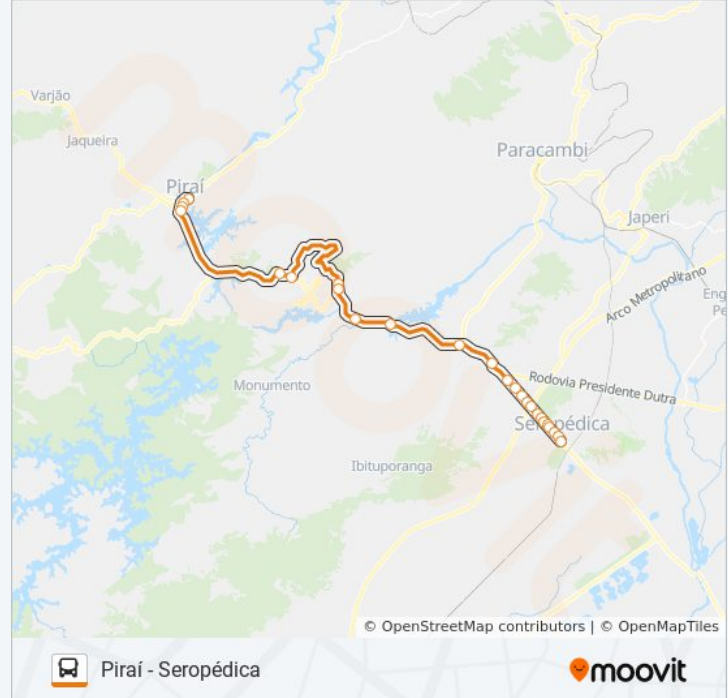 Varjão
Jaqueira
Piraí
Paracambi
Japeri
Arco Metropolitano
Eng
Pe
Rodovia Presidente Dutra
Monumento
Seropédica
Ibituporanga
© OpenStreetMap contributors | © OpenMapTiles
Piraí - Seropédica
moovit